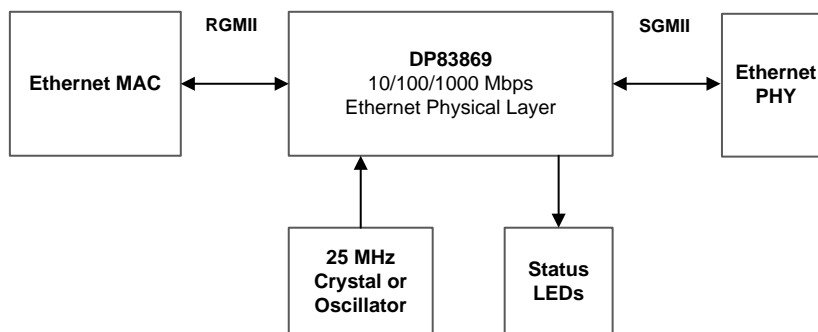 RGMII
SGMII
Ethernet MAC
DP83869
10/100/1000 Mbps
Ethernet Physical Layer
Ethernet
PHY
25 MHz
Crystal or
Oscillator
Status
LEDs